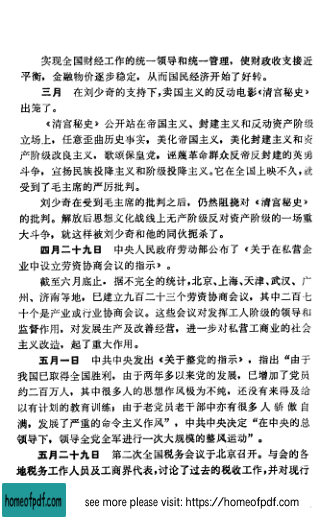 实现全国财经工作的统一领导和统一管理，使财政收支接近
平衡，金融物价逐步稳定，从而国民经济开始了好转。
三月　在刘少奇的支持下，卖国主义的反动电影《清宫秘史》
出笼了。
《清宫秘史》公开站在帝国主义、封建主义和反动资产阶级
立场上，任意歪曲历史事实，美化帝国主义，美化封建主义和资
产阶级改良主义，歌颂保皇党，诬蔑革命群众反帝反封建的英勇
斗争，宣扬民族投降主义和阶级投降主义。它在全国上映不久，就
受到了毛主席的严厉批判。
刘少奇在受到毛主席的批判之后，仍然阻挠对《清宫秘史》
的批判。解放后思想文化战线上无产阶级反对资产阶级的一场重
大斗争，就这样被刘少奇和他的同伙扼杀了。
四月二十九日　中央人民政府劳动部公布了《关于在私营企
业中设立劳资协商会议的指示》。
截至六月底止，据不完全的统计，北京、上海、天津、武汉、广
州、济南等地，已建立九百二十三个劳资协商会议，其中二百七
十个是产业或行业协商会议。这些会议对发挥工人阶级的领导和
监督作用，对发展生产及改善经营，进一步对私营工商业的社会
主义改造，起了重大作用。
五月一日　中共中央发出《关于整党的指示》，指出“由于
我国已取得全国胜利，由于两年多以来党的发展，已增加了党员
约二百万人，其中很多人的思想作风极为不纯，还没有来得及给
以有计划的教育训练，由于老党员老干部中亦有很多人骄傲自
满，发展了严重的命令主义作风”，中共中央决定“在中央的总
领导下，领导全党全军进行一次大规模的整风运动”。
五月二十九日　第二次全国税务会议于北京召开。与会的各
地税务工作人员及工商界代表，讨论了过去的税收工作，并对现行
homeofpdf.com
see more please visit: https://homeofpdf.com